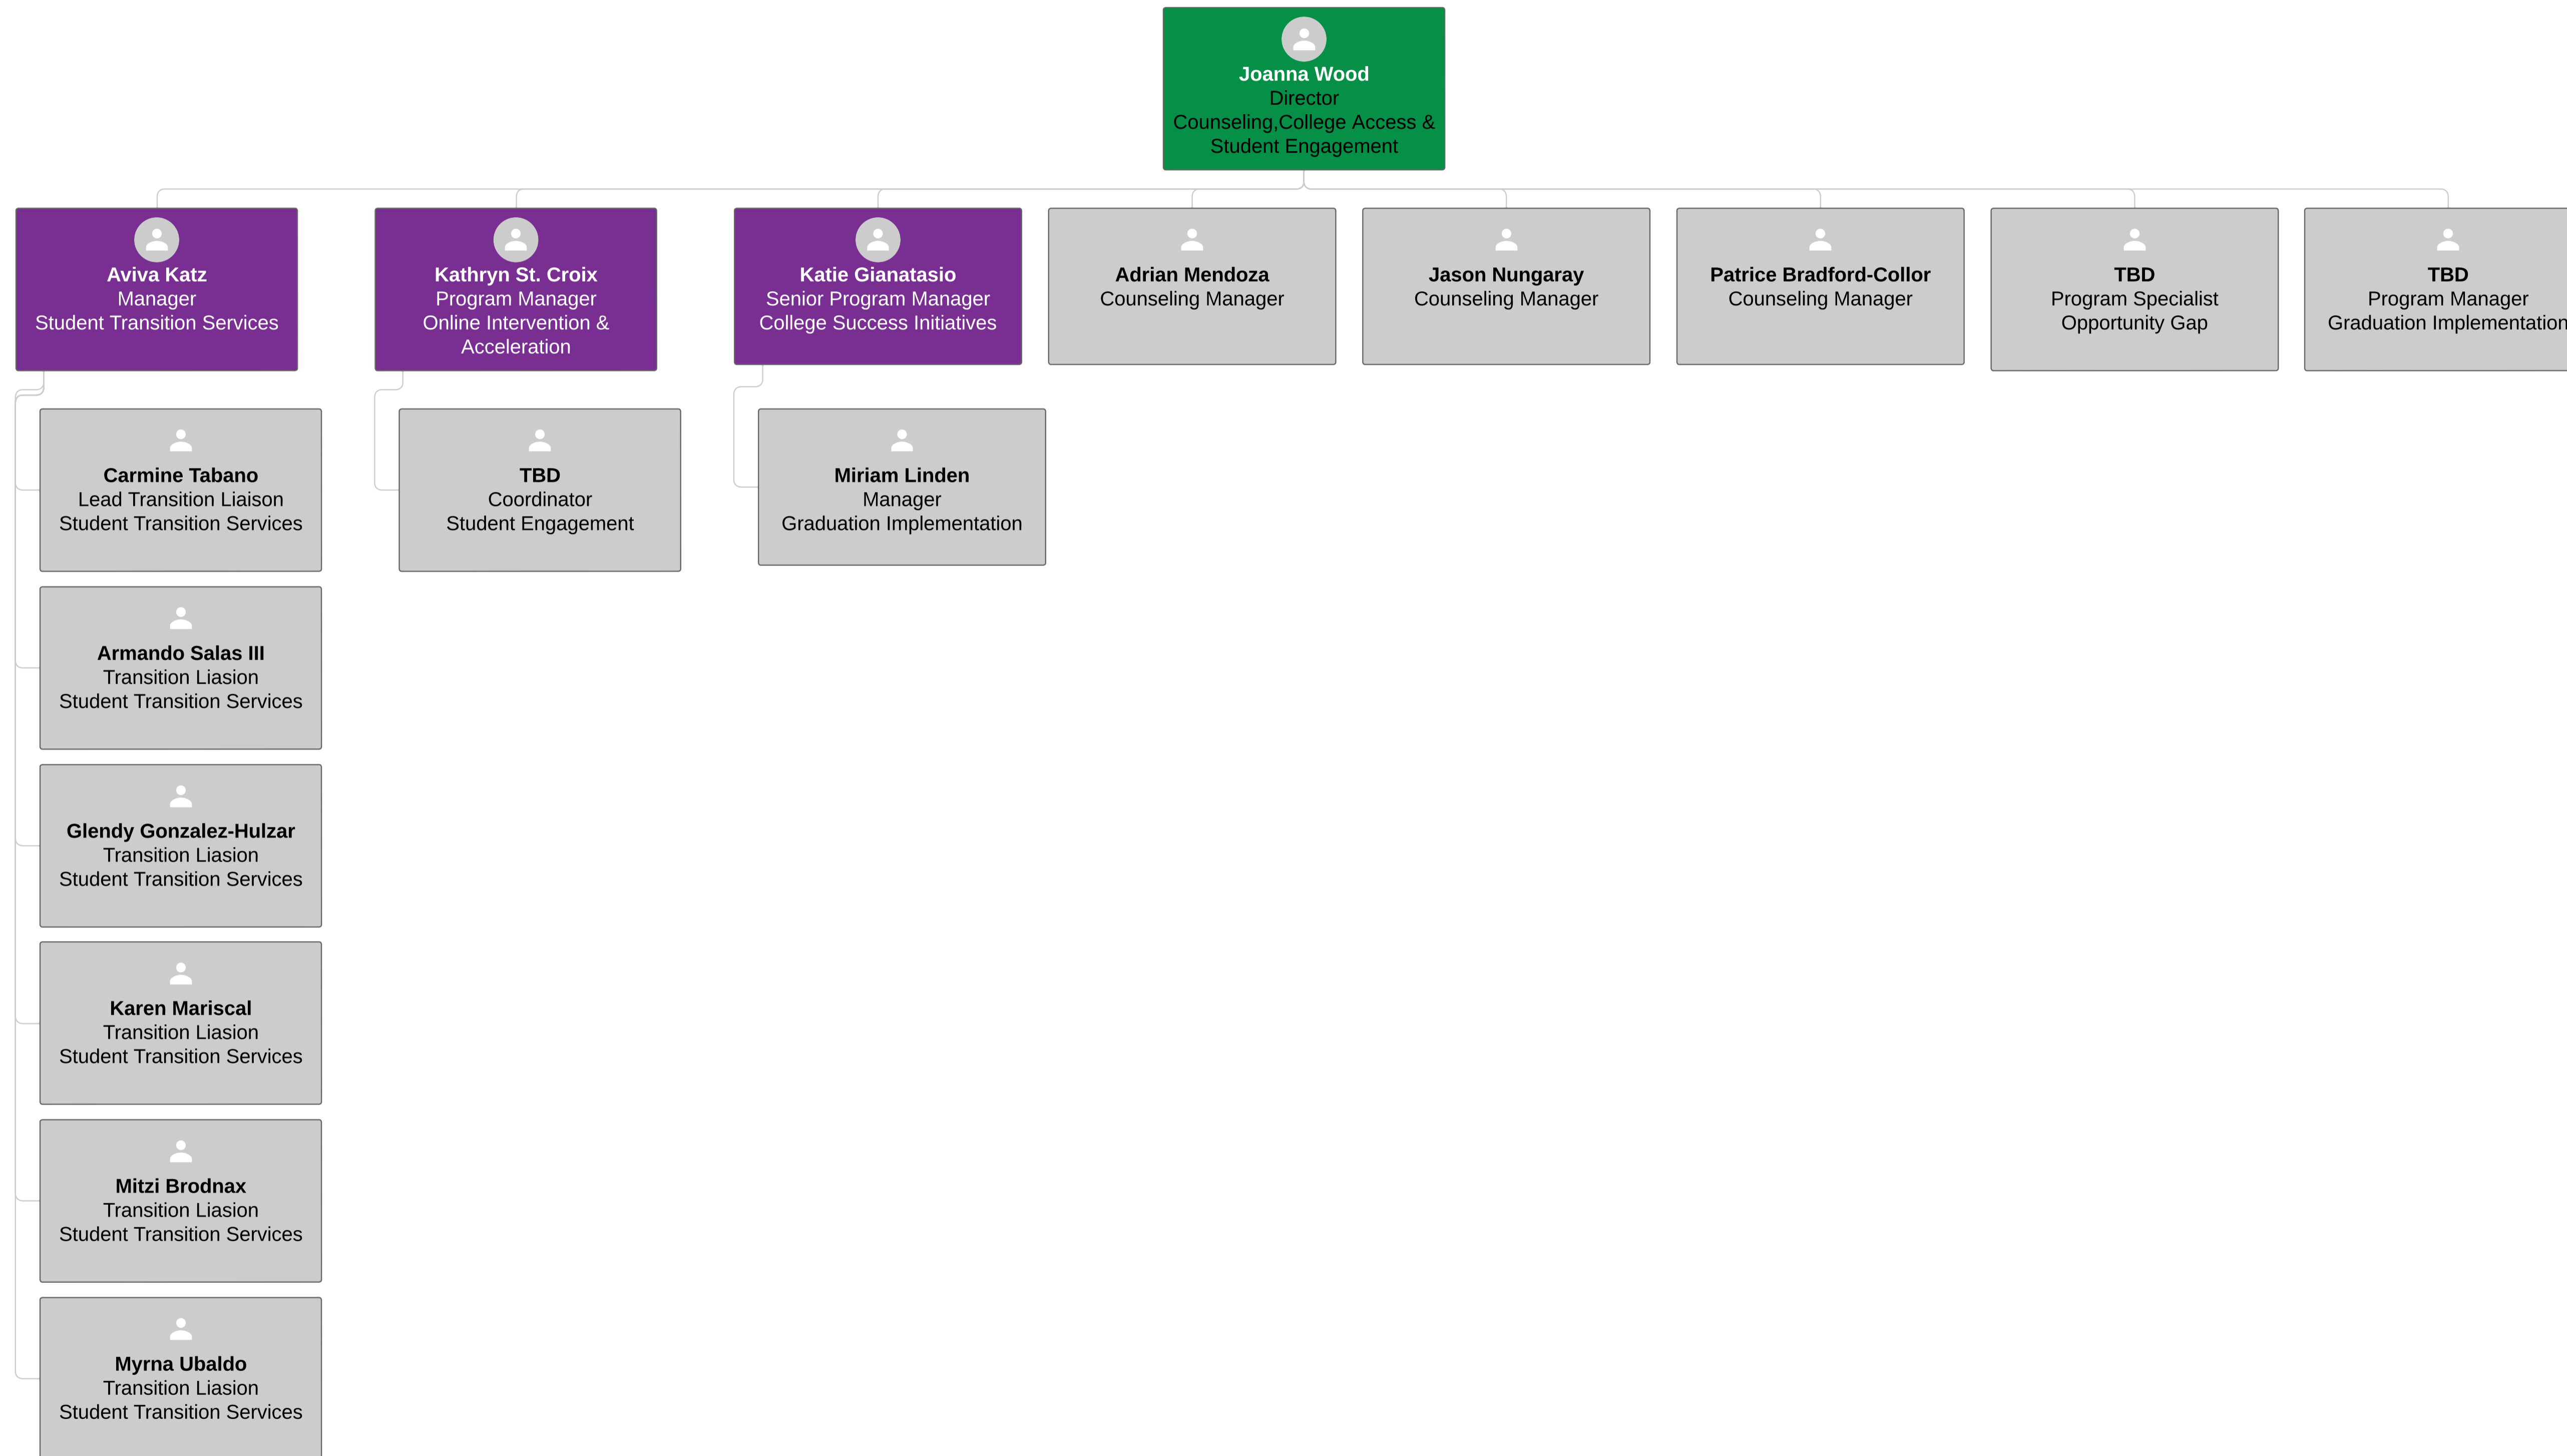 Joanna Wood
Director
Counseling,College Access &
Student Engagement
Aviva Katz
Manager
Student Transition Services
Kathryn St. Croix
Program Manager
Online Intervention &
Acceleration
Katie Gianatasio
Senior Program Manager
College Success Initiatives
Adrian Mendoza
Counseling Manager
Jason Nungaray
Counseling Manager
Patrice Bradford-Collor
Counseling Manager
TBD
Program Specialist
Opportunity Gap
TBD
Program Manager
Graduation Implementation
Carmine Tabano
Lead Transition Liaison
Student Transition Services
TBD
Coordinator
Student Engagement
Miriam Linden
Manager
Graduation Implementation
Armando Salas III
Transition Liasion
Student Transition Services
Glendy Gonzalez-Hulzar
Transition Liasion
Student Transition Services
Karen Mariscal
Transition Liasion
Student Transition Services
Mitzi Brodnax
Transition Liasion
Student Transition Services
Myrna Ubaldo
Transition Liasion
Student Transition Services